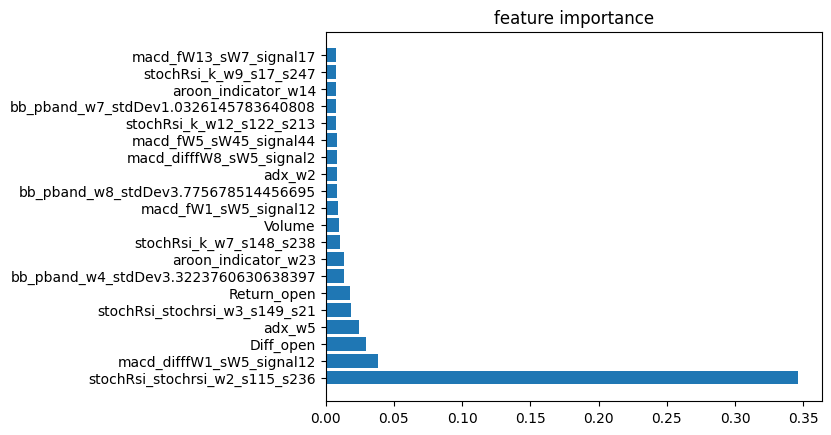 feature importance
macd_fW13_sW7_signal17
stochRsi_k_w9_s17_s247
aroon_indicator_w14
bb_pband_w7_stdDev1.0326145783640808
stochRsi_k_w12_s122_s213
macd_fW5_sW45_signal44
macd_difffW8_sW5_signal2
adx_w2
bb_pband_w8_stdDev3.775678514456695
macd_fW1_sW5_signal12
Volume
stochRsi_k_w7_s148_s238
aroon_indicator_w23
bb_pband_w4_stdDev3.3223760630638397
Return_open
stochRsi_stochrsi_w3_s149_s21
adx_w5
Diff_open
macd_difffW1_sW5_signal12
stochRsi_stochrsi_w2_s115_s236
0.00 0.05 0.10 0.15 0.20 0.25 0.30 0.35